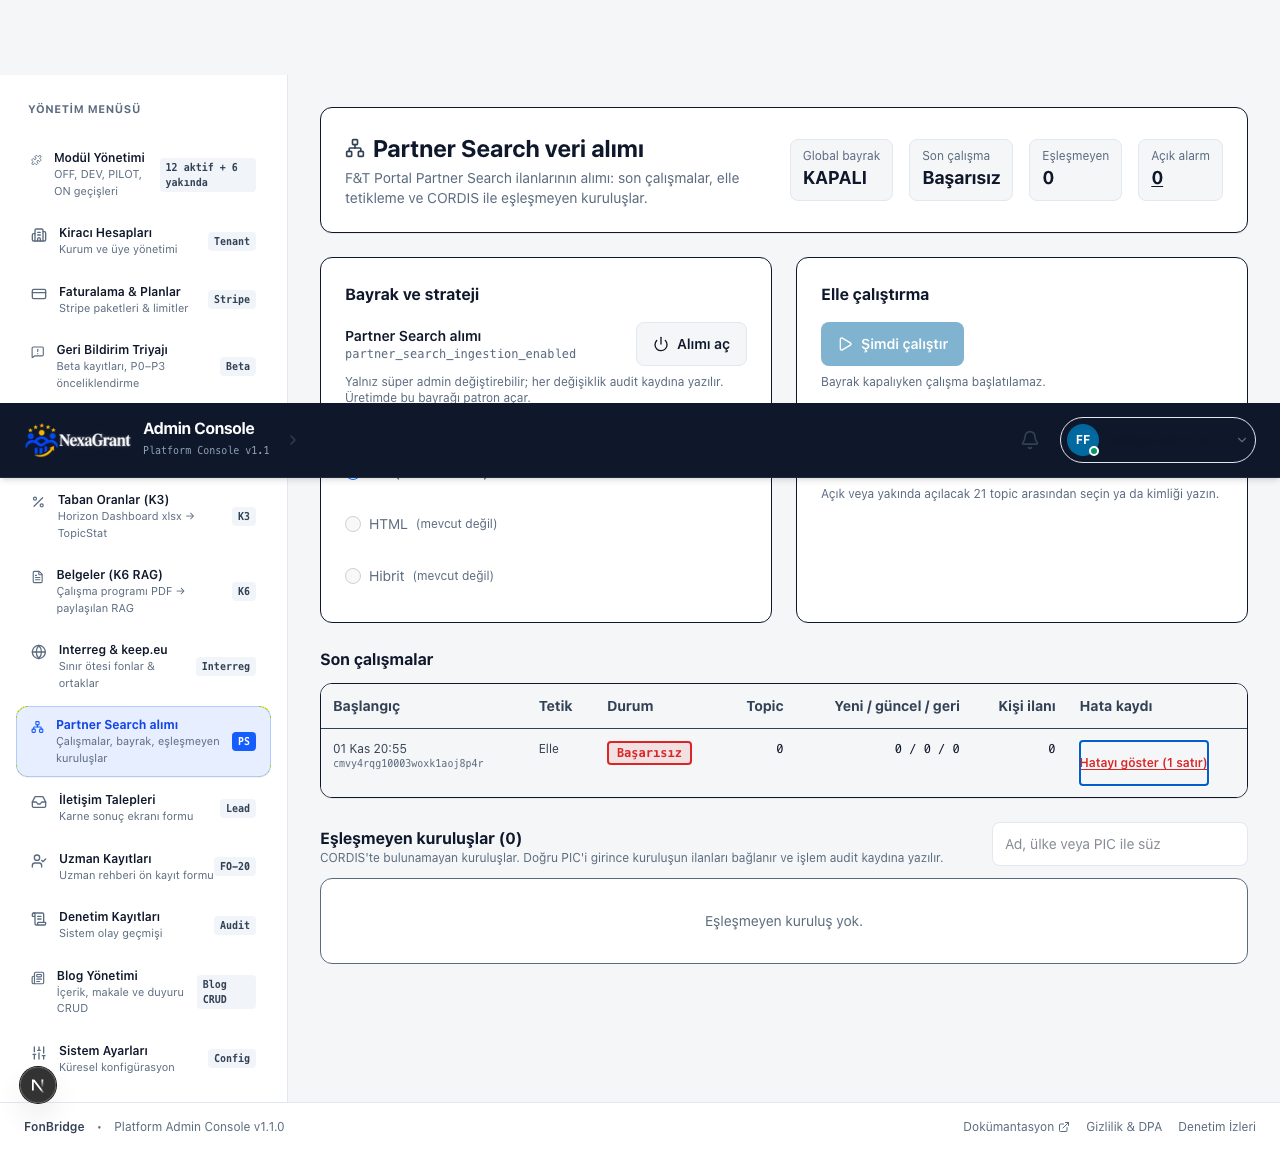 YÖNETİM MENÜSÜ
Modül Yönetimi
OFF, DEV, PILOT,
ON geçişleri
12 aktif + 6
yakında
Kiracı Hesapları
Kurum ve üye yönetimi
Tenant
Faturalama & Planlar
Stripe paketleri & limitler
Stripe
Geri Bildirim Triyajı
Beta kayıtları, P0–P3
önceliklendirme
Beta
Partner Search veri alımı
F&T Portal Partner Search ilanlarının alımı: son çalışmalar, elle
tetikleme ve CORDIS ile eşleşmeyen kuruluşlar.
Global bayrak
KAPALI
Son çalışma
Başarısız
Eşleşmeyen
0
Açık alarm
0
Bayrak ve strateji
Partner Search alımı
partner_search_ingestion_enabled
Alımı aç
Yalnız süper admin değiştirebilir; her değişiklik audit kaydına yazılır.
Üretimde bu bayrağı patron açar.
Elle çalıştırma
Şimdi çalıştır
Bayrak kapalıyken çalışma başlatılamaz.
NexaGrant
Admin Console
Platform Console v1.1
FF
Taban Oranlar (K3)
Horizon Dashboard xlsx →
TopicStat
K3
Belgeler (K6 RAG)
Çalışma programı PDF →
paylaşılan RAG
K6
Interreg & keep.eu
Sınır ötesi fonlar &
ortaklar
Interreg
Partner Search alımı
Çalışmalar, bayrak, eşleşmeyen
kuruluşlar
PS
İletişim Talepleri
Karne sonuç ekranı formu
Lead
Uzman Kayıtları
Uzman rehberi ön kayıt formu
FO-20
Denetim Kayıtları
Sistem olay geçmişi
Audit
Blog Yönetimi
İçerik, makale ve duyuru
CRUD
Blog
CRUD
Sistem Ayarları
Küresel konfigürasyon
Config
HTML (mevcut değil)
Hibrit (mevcut değil)
Açık veya yakında açılacak 21 topic arasından seçin ya da kimliği yazın.
Son çalışmalar
Başlangıç Tetik Durum Topic Yeni / güncel / geri Kişi ilanı Hata kaydı
01 Kas 20:55 Elle Başarısız 0 0 / 0 / 0 0 Hatayı göster (1 satır)
cmvy4rqg10003woxk1aoj8p4r
Eşleşmeyen kuruluşlar (0)
CORDIS'te bulunamayan kuruluşlar. Doğru PIC'i girince kuruluşun ilanları bağlanır ve işlem audit kaydına yazılır.
Ad, ülke veya PIC ile süz
Eşleşmeyen kuruluş yok.
N
FonBridge • Platform Admin Console v1.1.0
Dokümantasyon Gizlilik & DPA Denetim İzleri